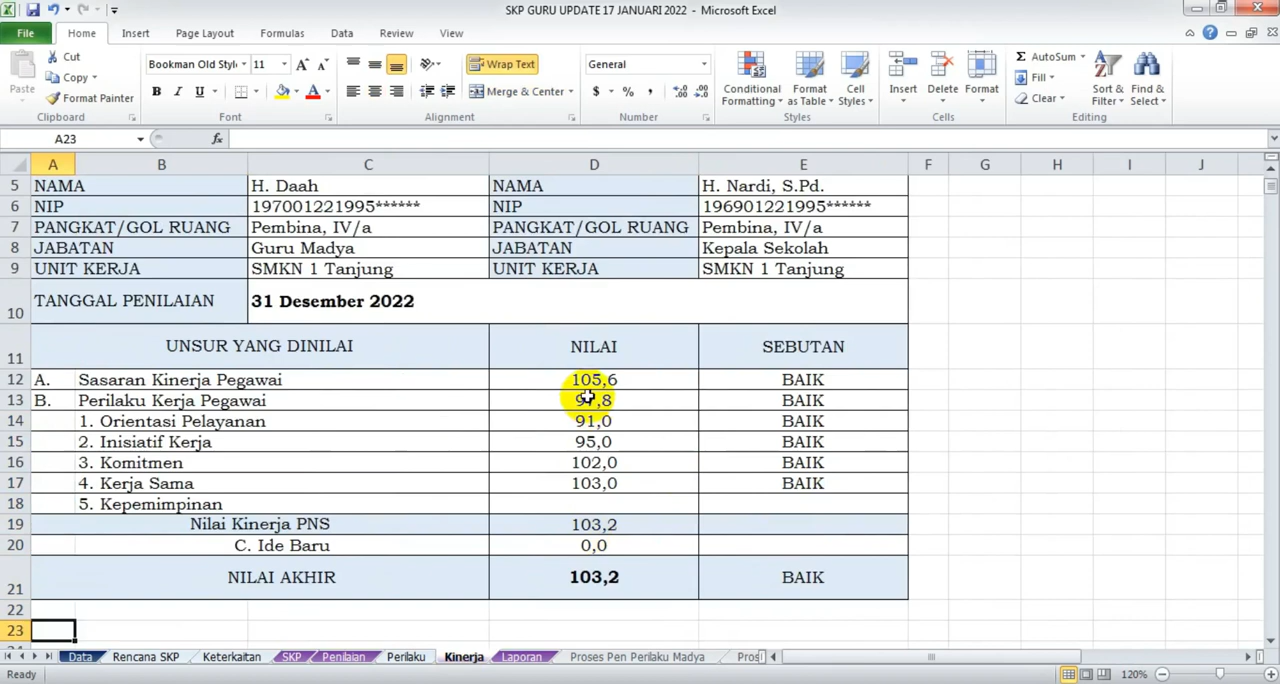 SKP GURU UPDATE 17 JANUARI 2022 - Microsoft Excel
File Home Insert Page Layout Formulas Data Review View
Cut
Copy
Format Painter
Paste
Clipboard
Bookman Old Styl 11
B I U
Font
Wrap Text
Merge & Center
Alignment
General
$ % ,
Number
Conditional Formatting
Format as Table
Cell Styles
Styles
Insert Delete Format
Cells
AutoSum
Fill
Clear
Sort & Filter
Find & Select
Editing
A23 fx
A B C D E F G H I J
5 NAMA H. Daah NAMA H. Nardi, S.Pd.
6 NIP 197001221995****** NIP 196901221995******
7 PANGKAT/GOL RUANG Pembina, IV/a PANGKAT/GOL RUANG Pembina, IV/a
8 JABATAN Guru Madya JABATAN Kepala Sekolah
9 UNIT KERJA SMKN 1 Tanjung UNIT KERJA SMKN 1 Tanjung
10 TANGGAL PENILAIAN 31 Desember 2022
11 UNSUR YANG DINILAI NILAI SEBUTAN
12 A. Sasaran Kinerja Pegawai 105,6 BAIK
13 B. Perilaku Kerja Pegawai 97,8 BAIK
14 1. Orientasi Pelayanan 91,0 BAIK
15 2. Inisiatif Kerja 95,0 BAIK
16 3. Komitmen 102,0 BAIK
17 4. Kerja Sama 103,0 BAIK
18 5. Kepemimpinan
19 Nilai Kinerja PNS 103,2
20 C. Ide Baru 0,0
21 NILAI AKHIR 103,2 BAIK
22
23
Data Rencana SKP Keterkaitan SKP Penilaian Perilaku Kinerja Laporan Proses Pen Perilaku Madya Pros
Ready 120%